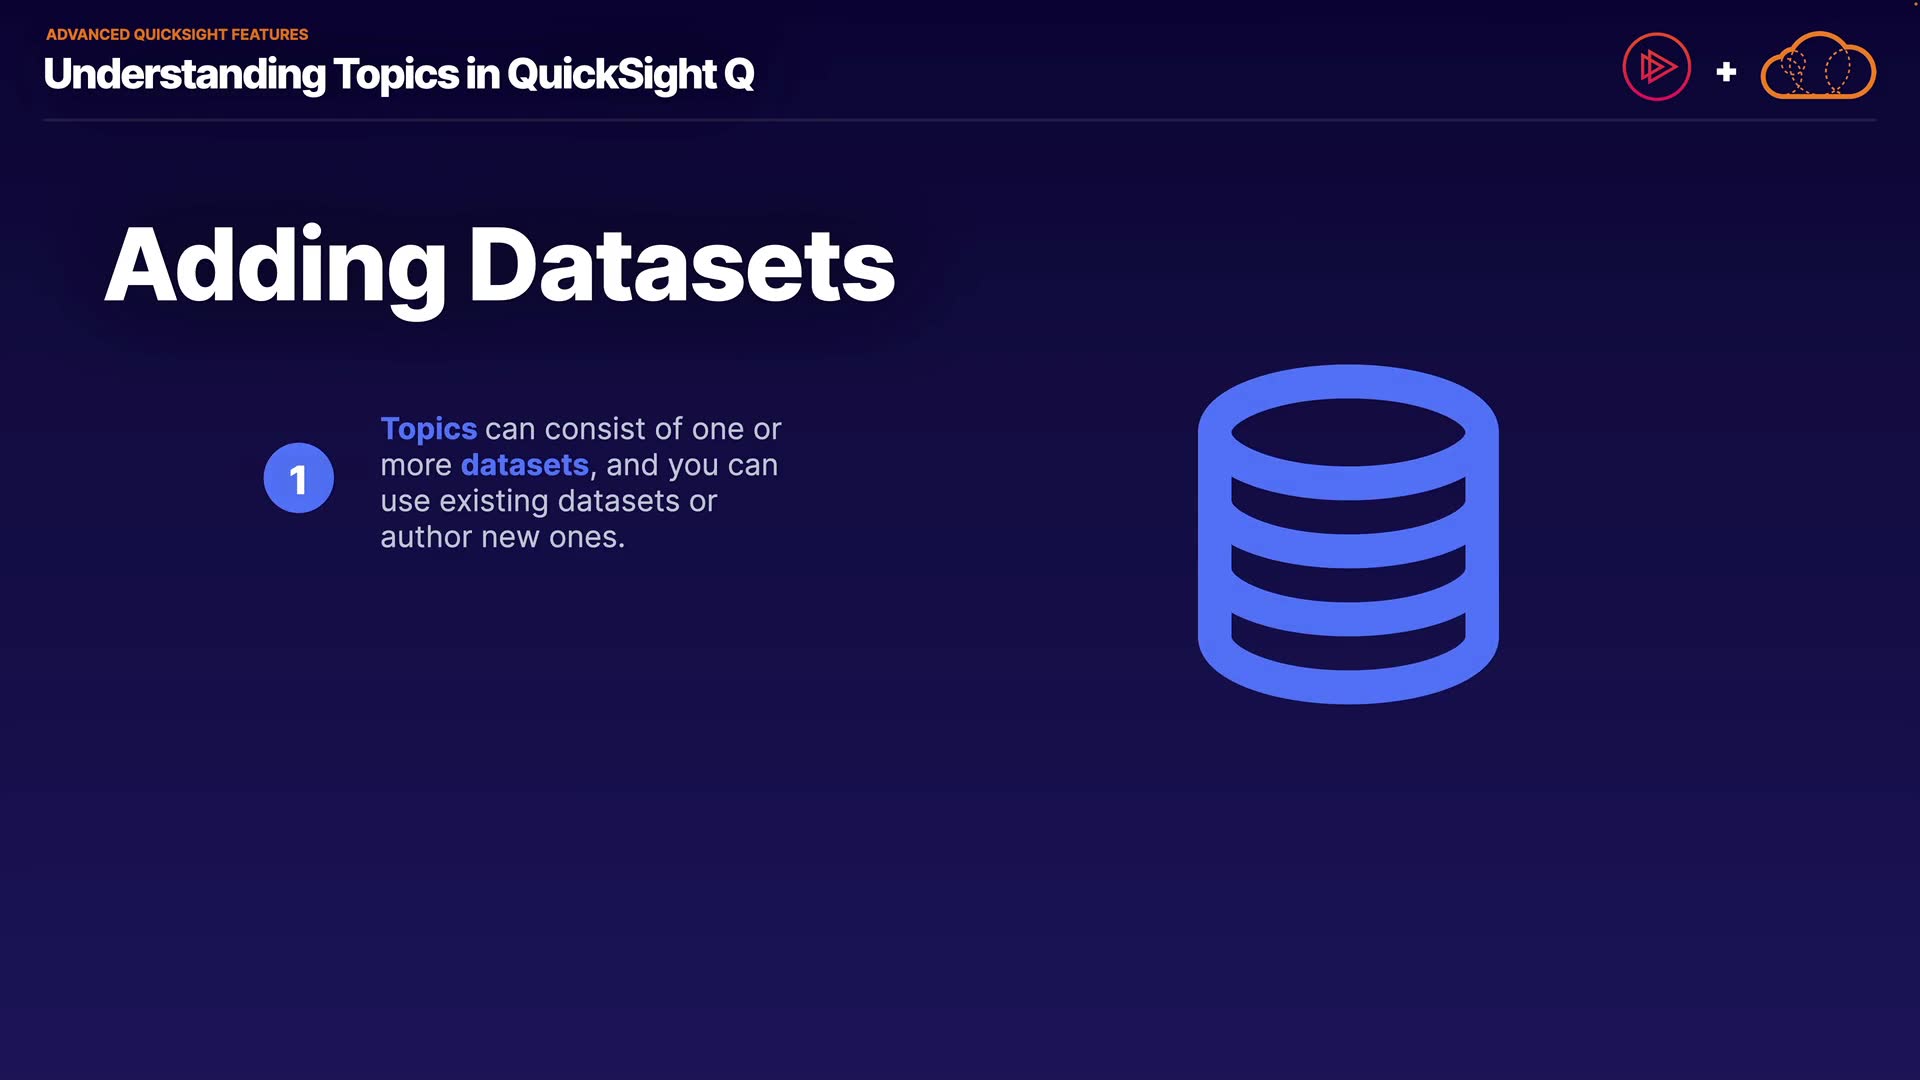 ADVANCED QUICKSIGHT FEATURES
Understanding Topics in QuickSight Q
+
Adding Datasets
1
Topics can consist of one or
more datasets, and you can
use existing datasets or
author new ones.